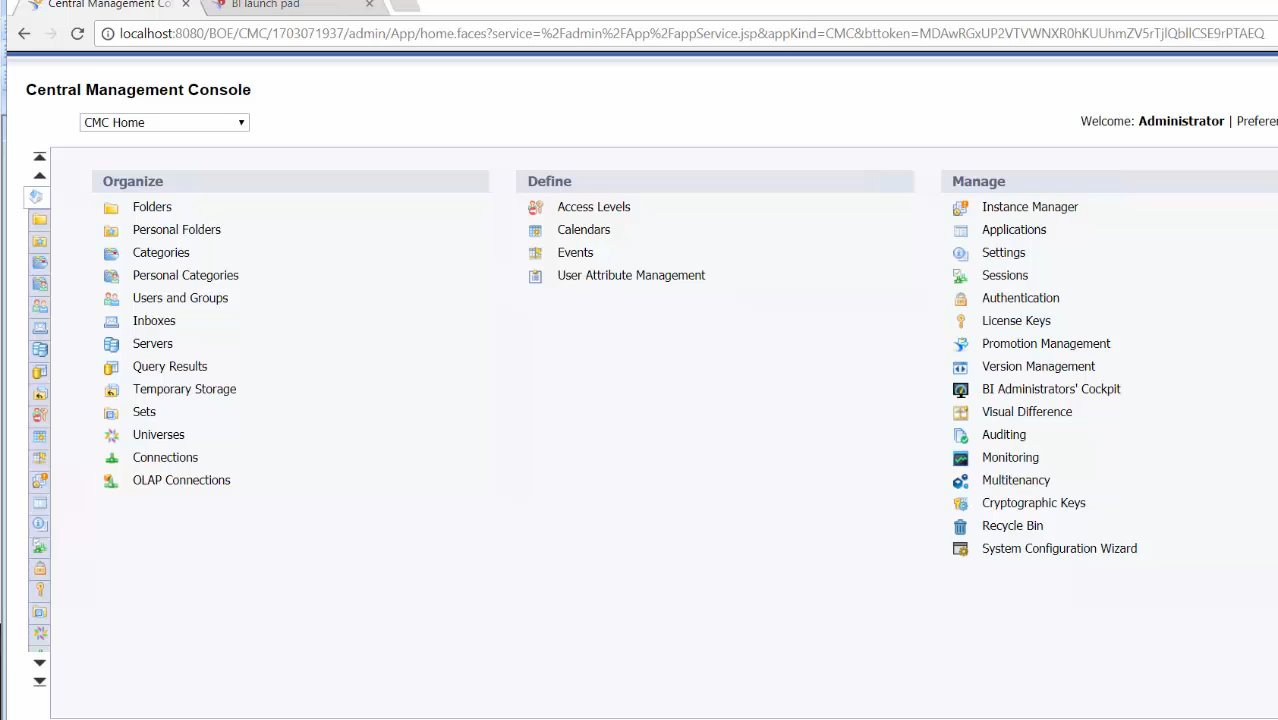 Central Management Co
BI launch pad
localhost:8080/BOE/CMC/1703071937/admin/App/home.faces?service=%2Fadmin%2FApp%2FappService.jsp&appKind=CMC&bttoken=MDAwRGxUP2VTVWNXR0hKUUhmZV5rTjlQbllCSE9rPTAEQ
Central Management Console
CMC Home
Welcome: Administrator | Preferen
Organize
Folders
Personal Folders
Categories
Personal Categories
Users and Groups
Inboxes
Servers
Query Results
Temporary Storage
Sets
Universes
Connections
OLAP Connections
Define
Access Levels
Calendars
Events
User Attribute Management
Manage
Instance Manager
Applications
Settings
Sessions
Authentication
License Keys
Promotion Management
Version Management
BI Administrators' Cockpit
Visual Difference
Auditing
Monitoring
Multitenancy
Cryptographic Keys
Recycle Bin
System Configuration Wizard